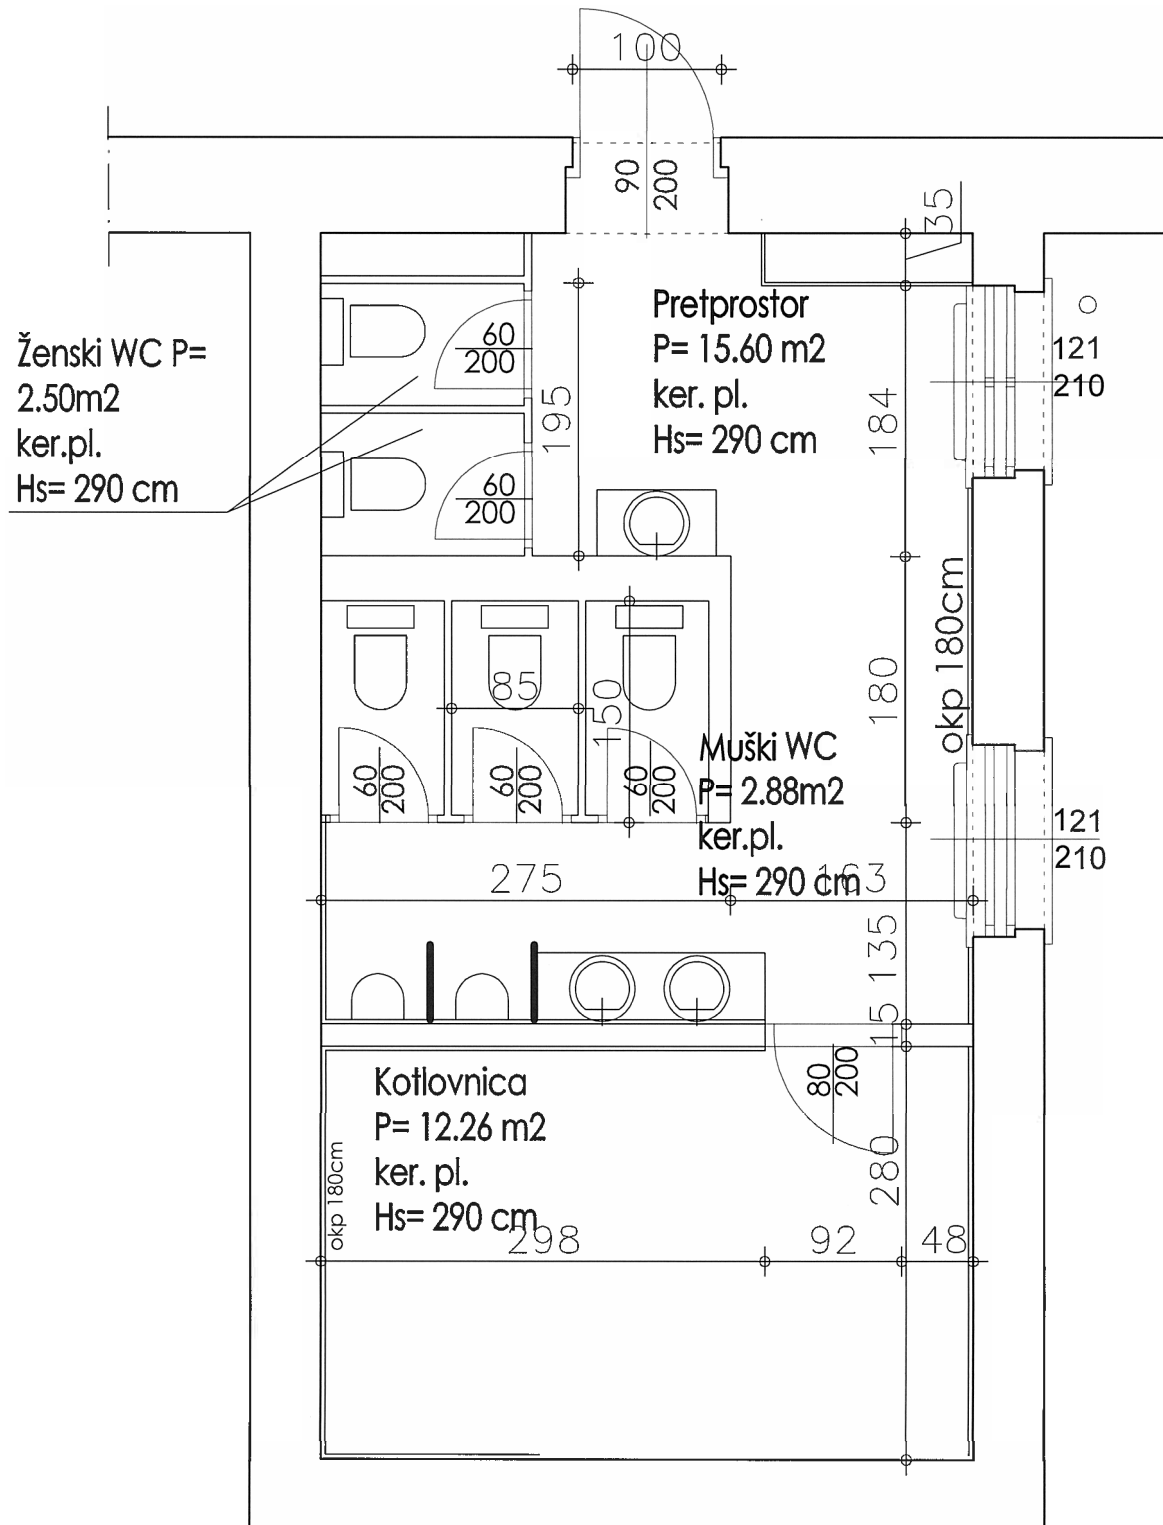 100
90
200
35
Ženski WC P=
2.50m2
ker.pl.
Hs= 290 cm
60
200
60
200
195
Pretprostor
P= 15.60 m2
ker. pl.
Hs= 290 cm
184
121
210
okp 180cm
180
85
150
60
200
60
200
60
200
Muški WC
P= 2.88m2
ker.pl.
Hs= 290 cm
121
210
275
163
135
15
80
200
Kotlovnica
P= 12.26 m2
ker. pl.
Hs= 290 cm
okp 180cm
280
298
92
48